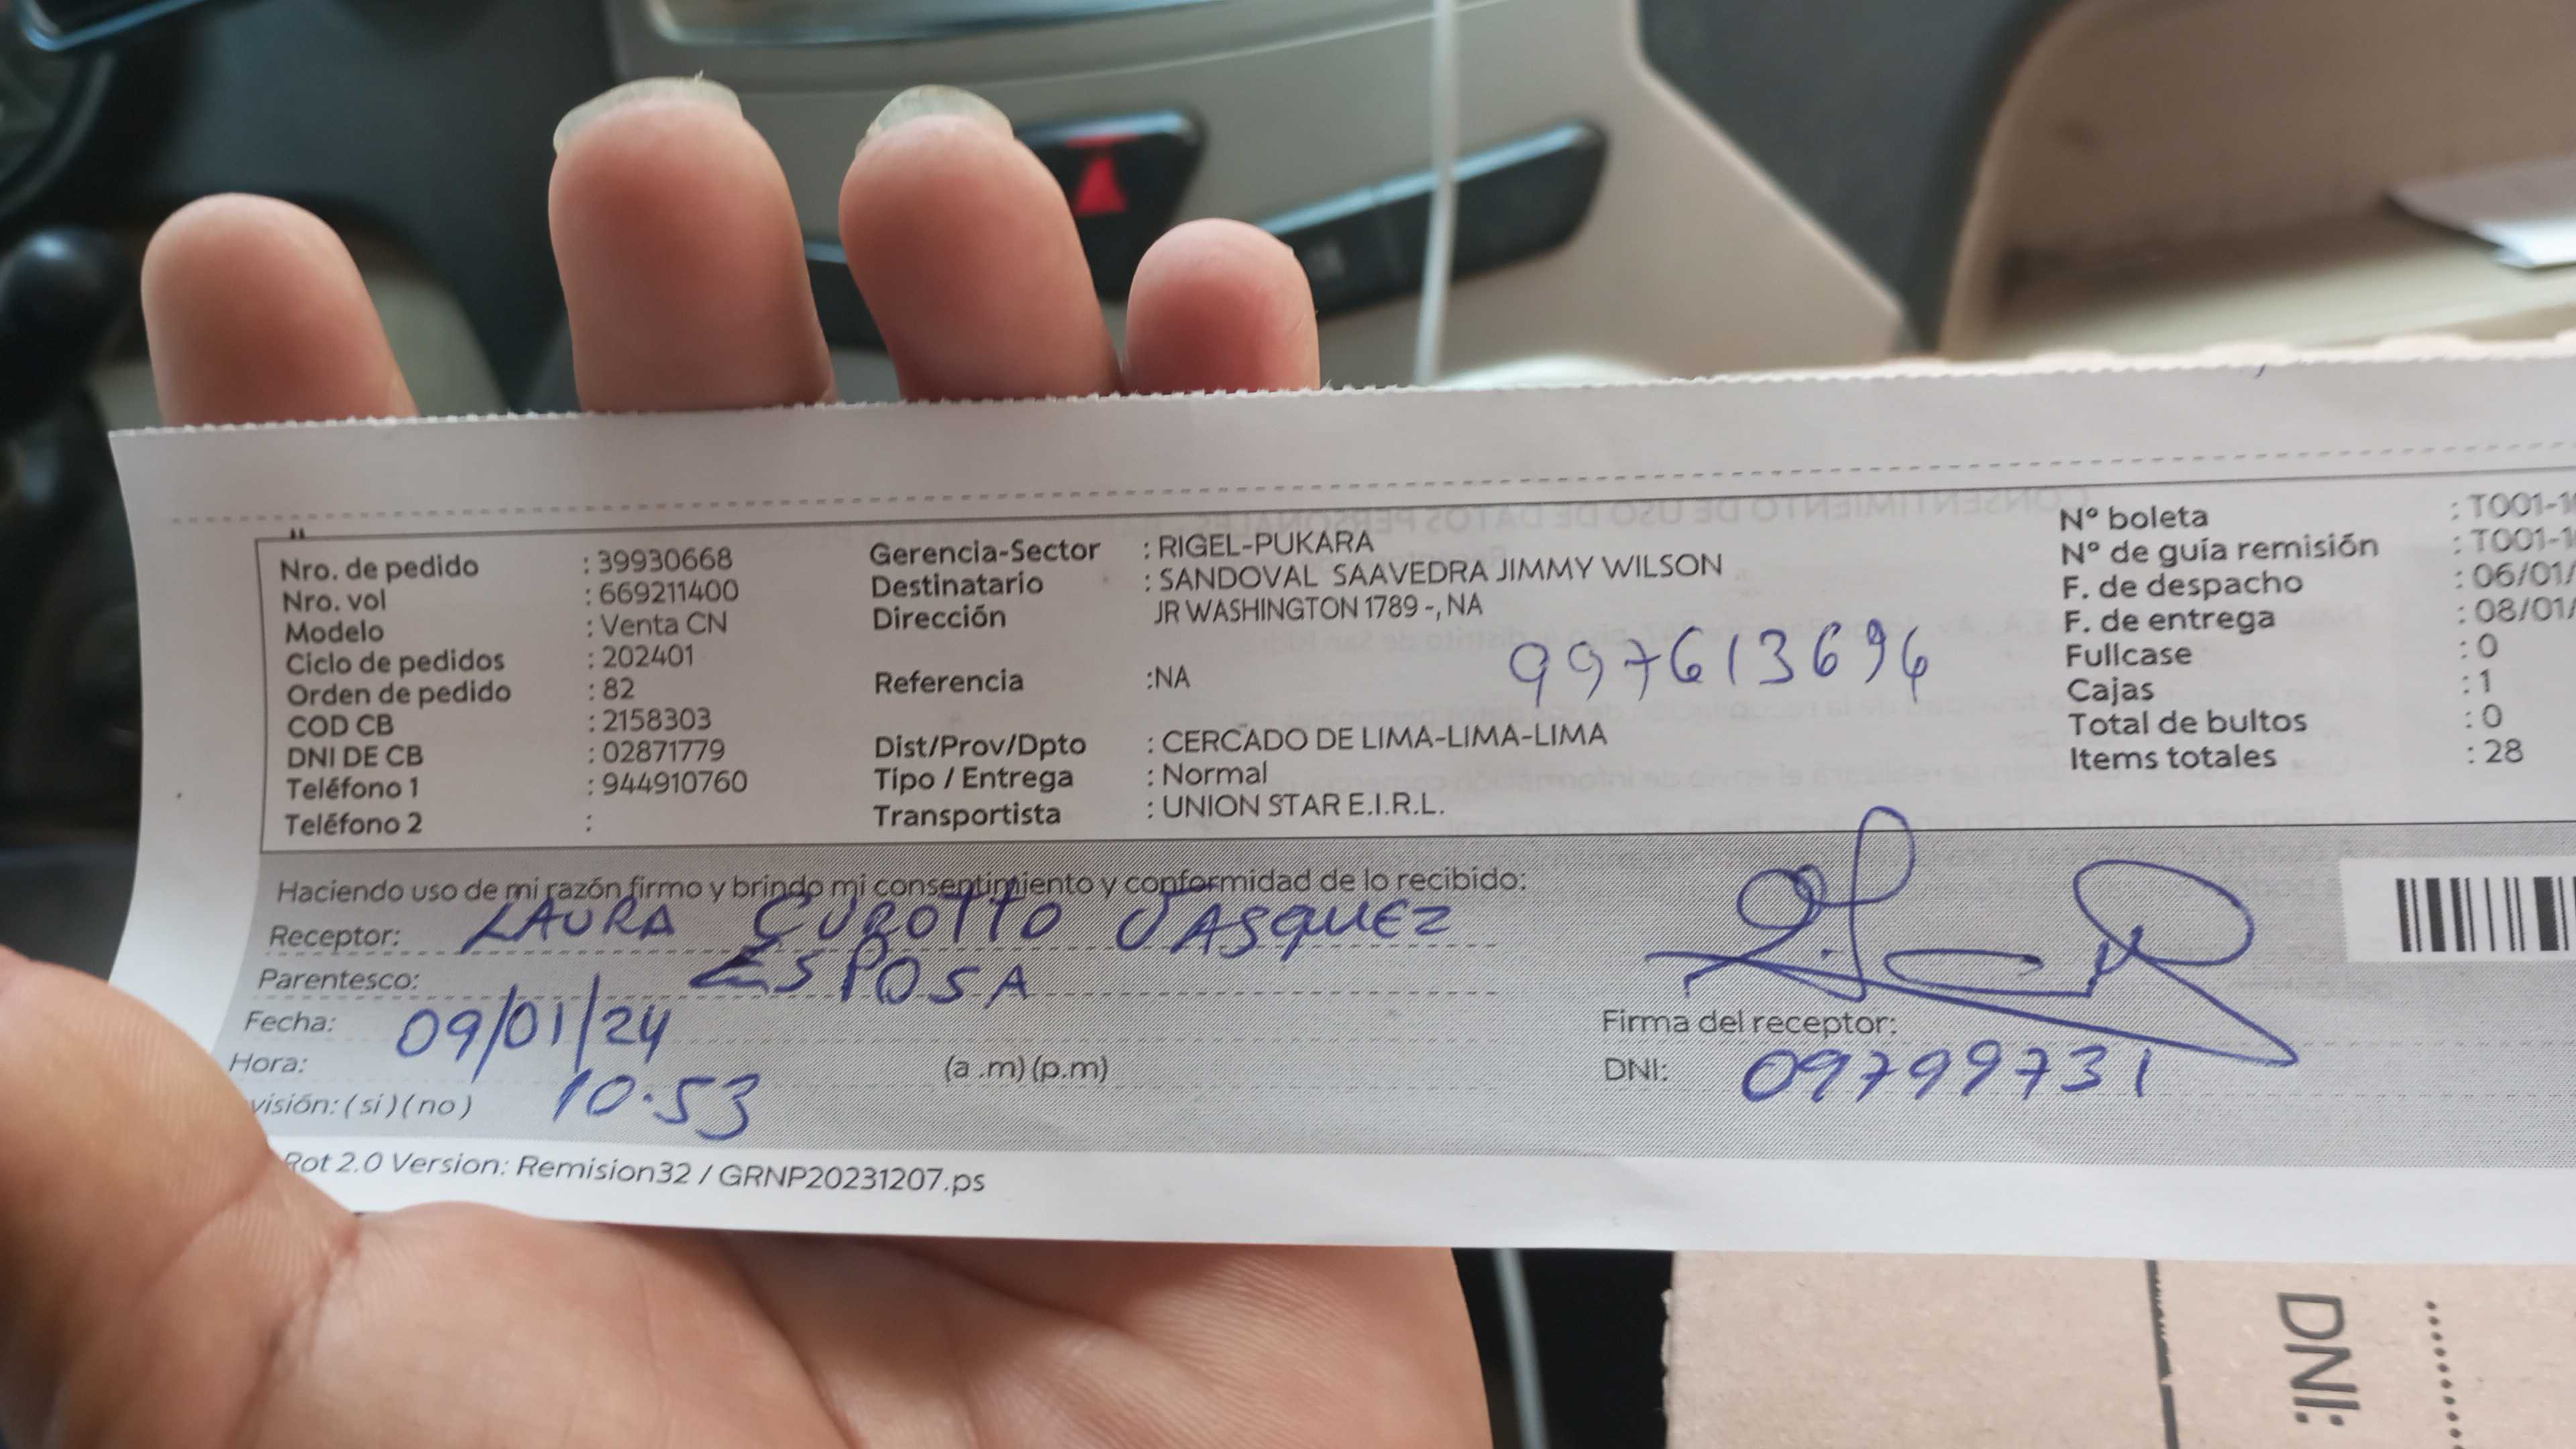 Nro. de pedido : 39930668
Nro. vol : 669211400
Modelo : Venta CN
Ciclo de pedidos : 202401
Orden de pedido : 82
COD CB : 2158303
DNI DE CB : 02871779
Teléfono 1 : 944910760
Teléfono 2 :
Gerencia-Sector : RIGEL-PUKARA
Destinatario : SANDOVAL SAAVEDRA JIMMY WILSON
Dirección JR WASHINGTON 1789 -, NA
997613696
Referencia :NA
Dist/Prov/Dpto : CERCADO DE LIMA-LIMA-LIMA
Tipo / Entrega : Normal
Transportista : UNION STAR E.I.R.L.
Nº boleta : T001-1
Nº de guía remisión : T001-1
F. de despacho : 06/01/
F. de entrega : 08/01/
Fullcase : 0
Cajas : 1
Total de bultos : 0
Items totales : 28
Haciendo uso de mi razón firmo y brindo mi consentimiento y conformidad de lo recibido:
Receptor: LAURA CUROTTO VASQUEZ
Parentesco: ESPOSA
Fecha: 09/01/24
Hora: 10.53 (a .m) (p.m)
visión: ( si ) ( no )
Firma del receptor:
DNI: 09799731
Rot 2.0 Version: Remision32 / GRNP20231207.ps
DNI: